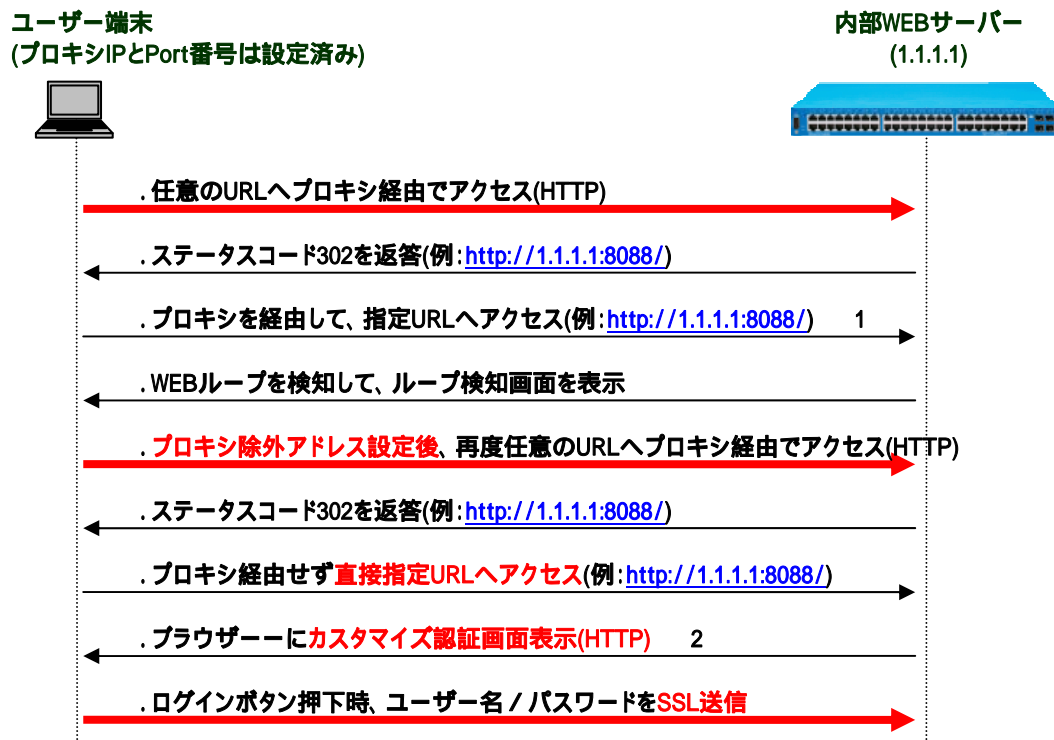 ユーザー端末
(プロキシIPとPort番号は設定済み)
内部WEBサーバー
(1.1.1.1)
.任意のURLへプロキシ経由でアクセス(HTTP)
.ステータスコード302を返答(例:http://1.1.1.1:8088/)
.プロキシを経由して、指定URLへアクセス(例:http://1.1.1.1:8088/) 1
.WEBループを検知して、ループ検知画面を表示
.プロキシ除外アドレス設定後、再度任意のURLへプロキシ経由でアクセス(HTTP)
.ステータスコード302を返答(例:http://1.1.1.1:8088/)
.プロキシ経由せず直接指定URLへアクセス(例:http://1.1.1.1:8088/)
.ブラウザーーにカスタマイズ認証画面表示(HTTP) 2
.ログインボタン押下時、ユーザー名/パスワードをSSL送信